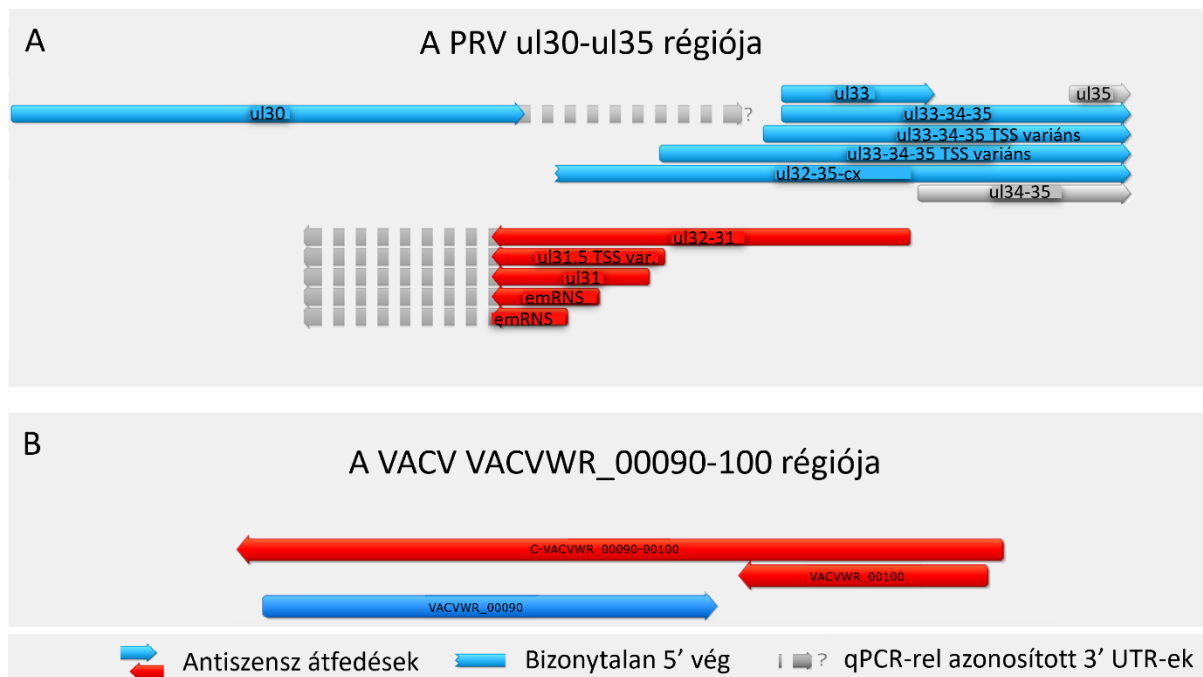 A
A PRV ul30-ul35 régiója
ul33
ul35
ul30
?
ul33-34-35
ul33-34-35 TSS variáns
ul33-34-35 TSS variáns
ul32-35-cx
ul34-35
ul32-31
ul31.5 TSS var.
ul31
emRNS
emRNS
B
A VACV VACVWR_00090-100 régiója
C-VACVWR_00090-00100
VACVWR_00100
VACVWR_00090
Antiszensz átfedések
Bizonytalan 5’ vég
? qPCR-rel azonosított 3’ UTR-ek